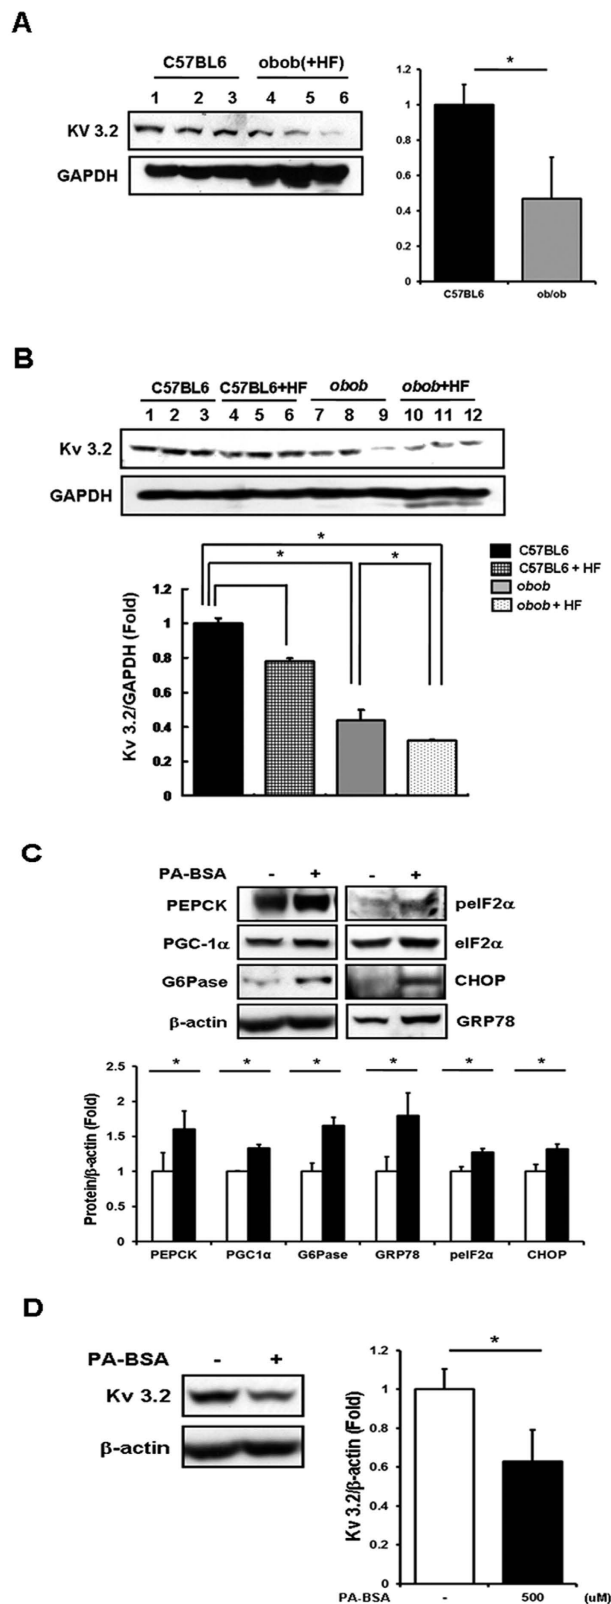 A
C57BL6 obob(+HF)
1 2 3 4 5 6
KV 3.2
GAPDH
*
1.2
1
0.8
0.6
0.4
0.2
0
C57BL6 ob/ob
B
C57BL6 C57BL6+HF obob obob+HF
1 2 3 4 5 6 7 8 9 10 11 12
Kv 3.2
GAPDH
*
* *
C57BL6
C57BL6 + HF
obob
obob + HF
Kv 3.2/GAPDH (Fold)
1.2
1
0.8
0.6
0.4
0.2
0
C
PA-BSA - + - +
PEPCK peIF2α
PGC-1α eIF2α
G6Pase CHOP
β-actin GRP78
Protein/β-actin (Fold)
2.5
2
1.5
1
0.5
0
* * * * * *
PEPCK PGC1α G6Pase GRP78 peIF2α CHOP
D
PA-BSA - +
Kv 3.2
β-actin
*
Kv 3.2/β-actin (Fold)
1.2
1
0.8
0.6
0.4
0.2
0
PA-BSA - 500 (uM)